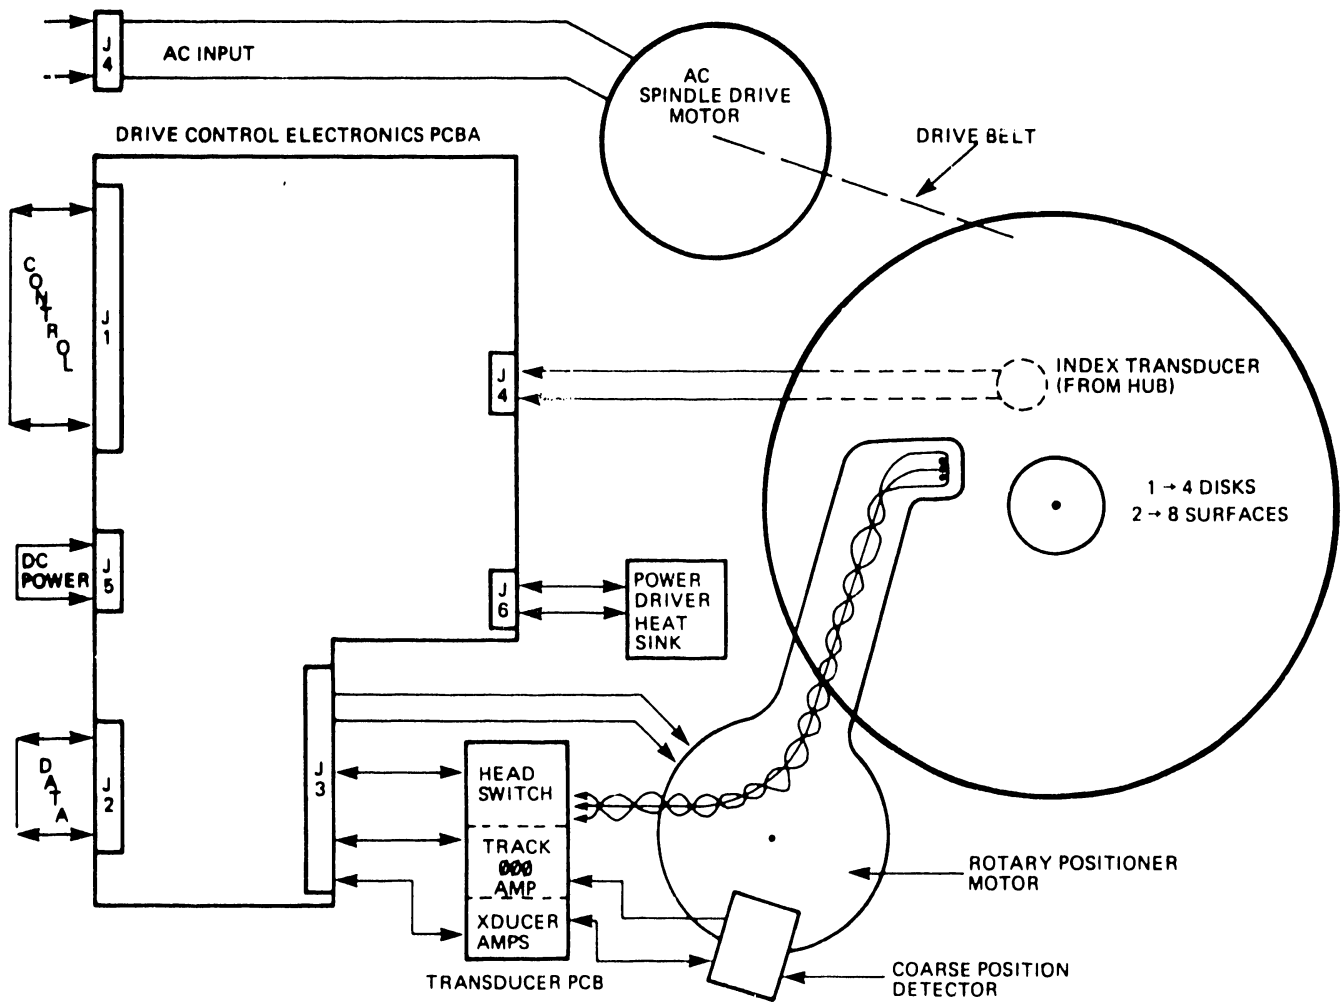 J4
AC INPUT
AC
SPINDLE DRIVE
MOTOR
DRIVE CONTROL ELECTRONICS PCBA
DRIVE BELT
CONTROL
J1
J4
INDEX TRANSDUCER
(FROM HUB)
1 → 4 DISKS
2 → 8 SURFACES
DC
POWER
J5
J6
POWER
DRIVER
HEAT
SINK
DATA
J2
J3
HEAD
SWITCH
TRACK
000
AMP
XDUCER
AMPS
TRANSDUCER PCB
ROTARY POSITIONER
MOTOR
COARSE POSITION
DETECTOR